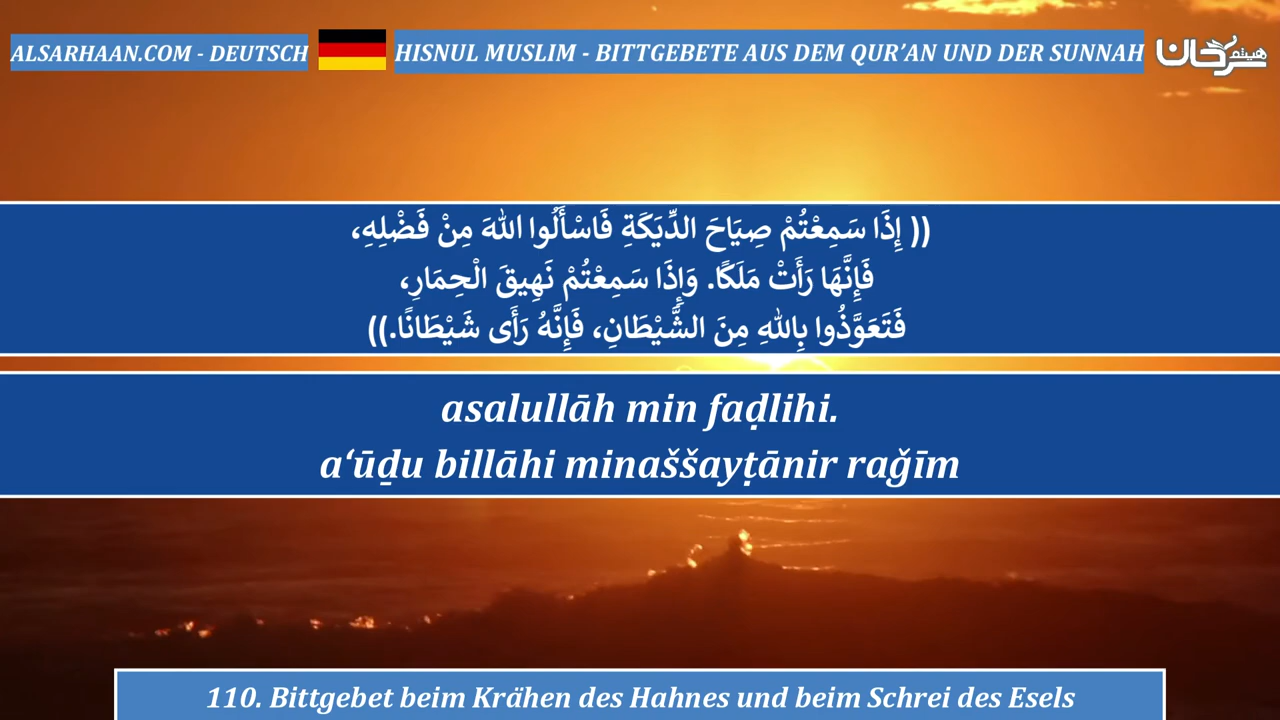 ALSARHAAN.COM - DEUTSCH
HISNUL MUSLIM - BITTGEBETE AUS DEM QUR’AN UND DER SUNNAH
هيثم سرحان
(( إِذَا سَمِعْتُمْ صِيَاحَ الدِّيَكَةِ فَاسْأَلُوا اللهَ مِنْ فَضْلِهِ،
فَإِنَّهَا رَأَتْ مَلَكًا. وَإِذَا سَمِعْتُمْ نَهِيقَ الْحِمَارِ،
فَتَعَوَّذُوا بِاللهِ مِنَ الشَّيْطَانِ، فَإِنَّهُ رَأَى شَيْطَانًا.))
asalullāh min faḍlihi.
a‘ūḏu billāhi minaššayṭānir raǧīm
110. Bittgebet beim Krähen des Hahnes und beim Schrei des Esels